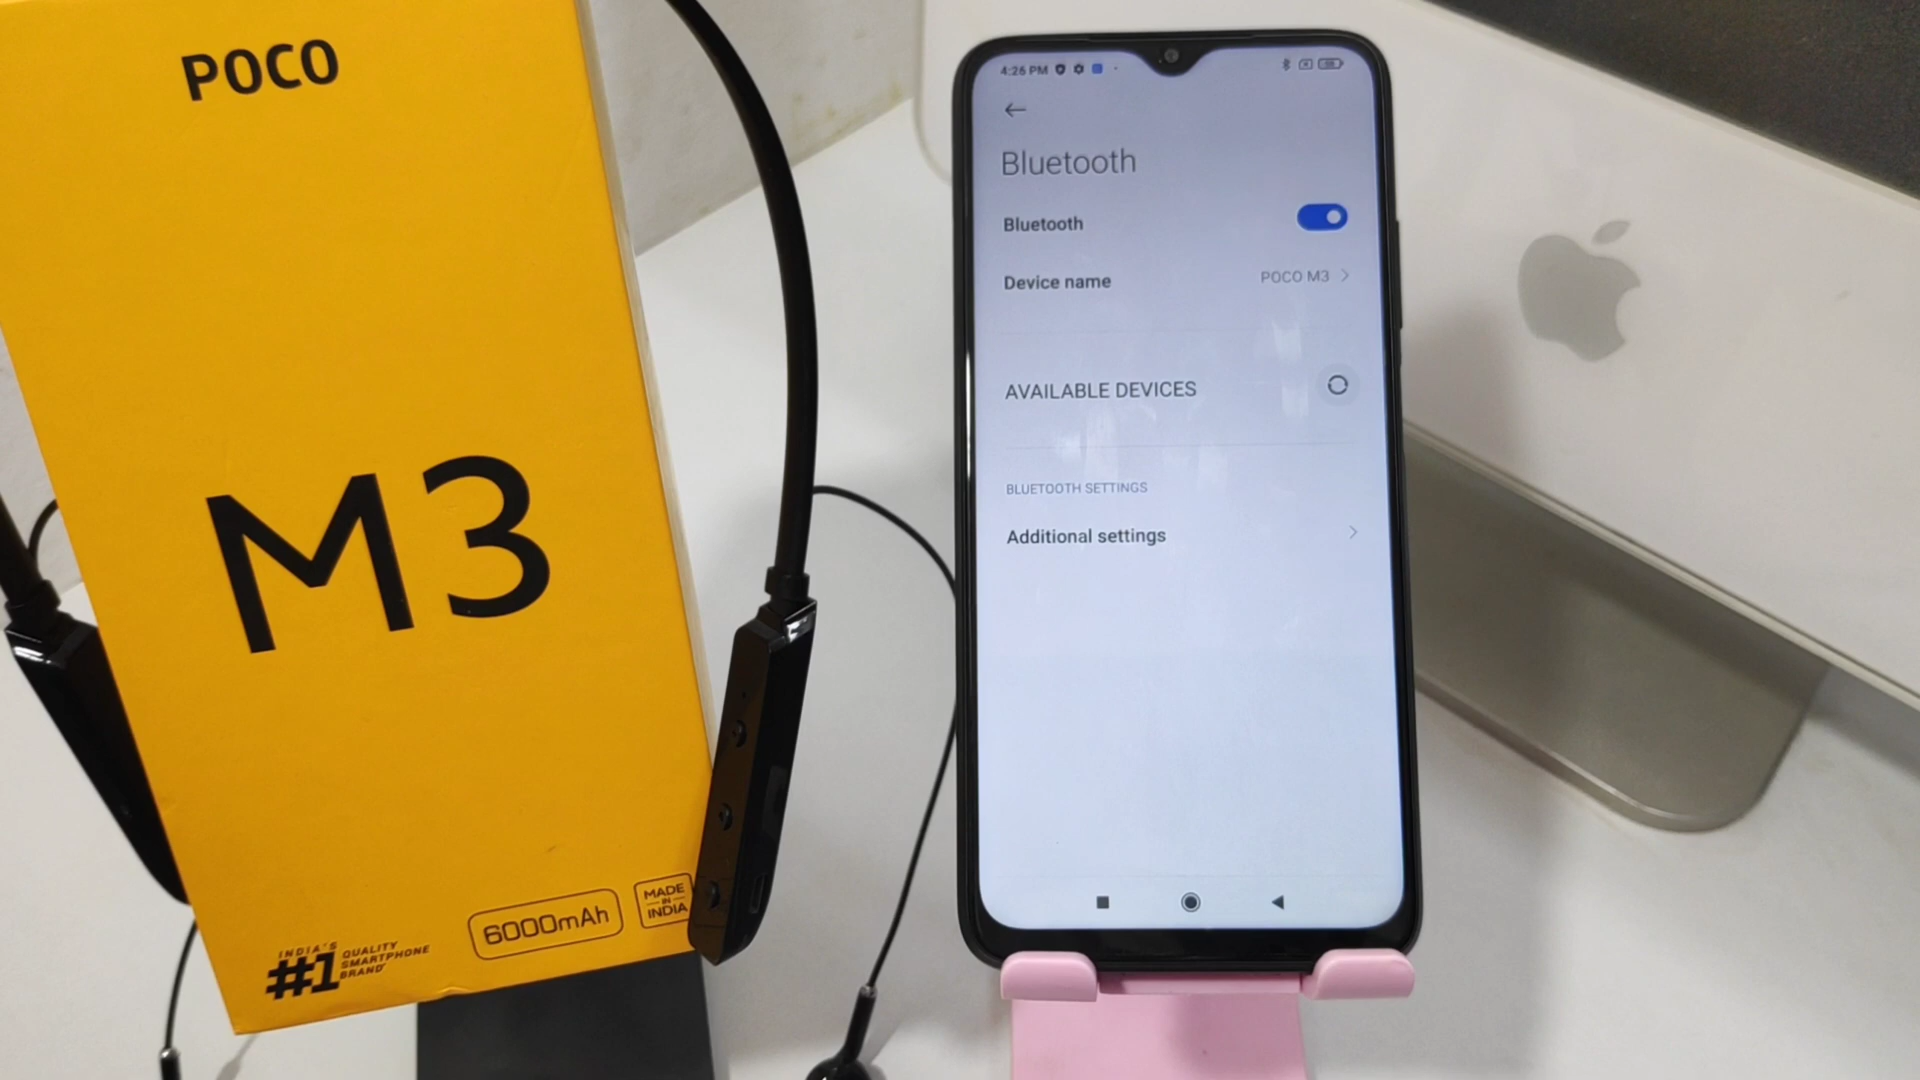 POCO
M3
6000mAh
MADE
IN
INDIA
INDIA'S
#1
QUALITY
SMARTPHONE
BRAND
4:26 PM
Bluetooth
Bluetooth
Device name
POCO M3
AVAILABLE DEVICES
BLUETOOTH SETTINGS
Additional settings